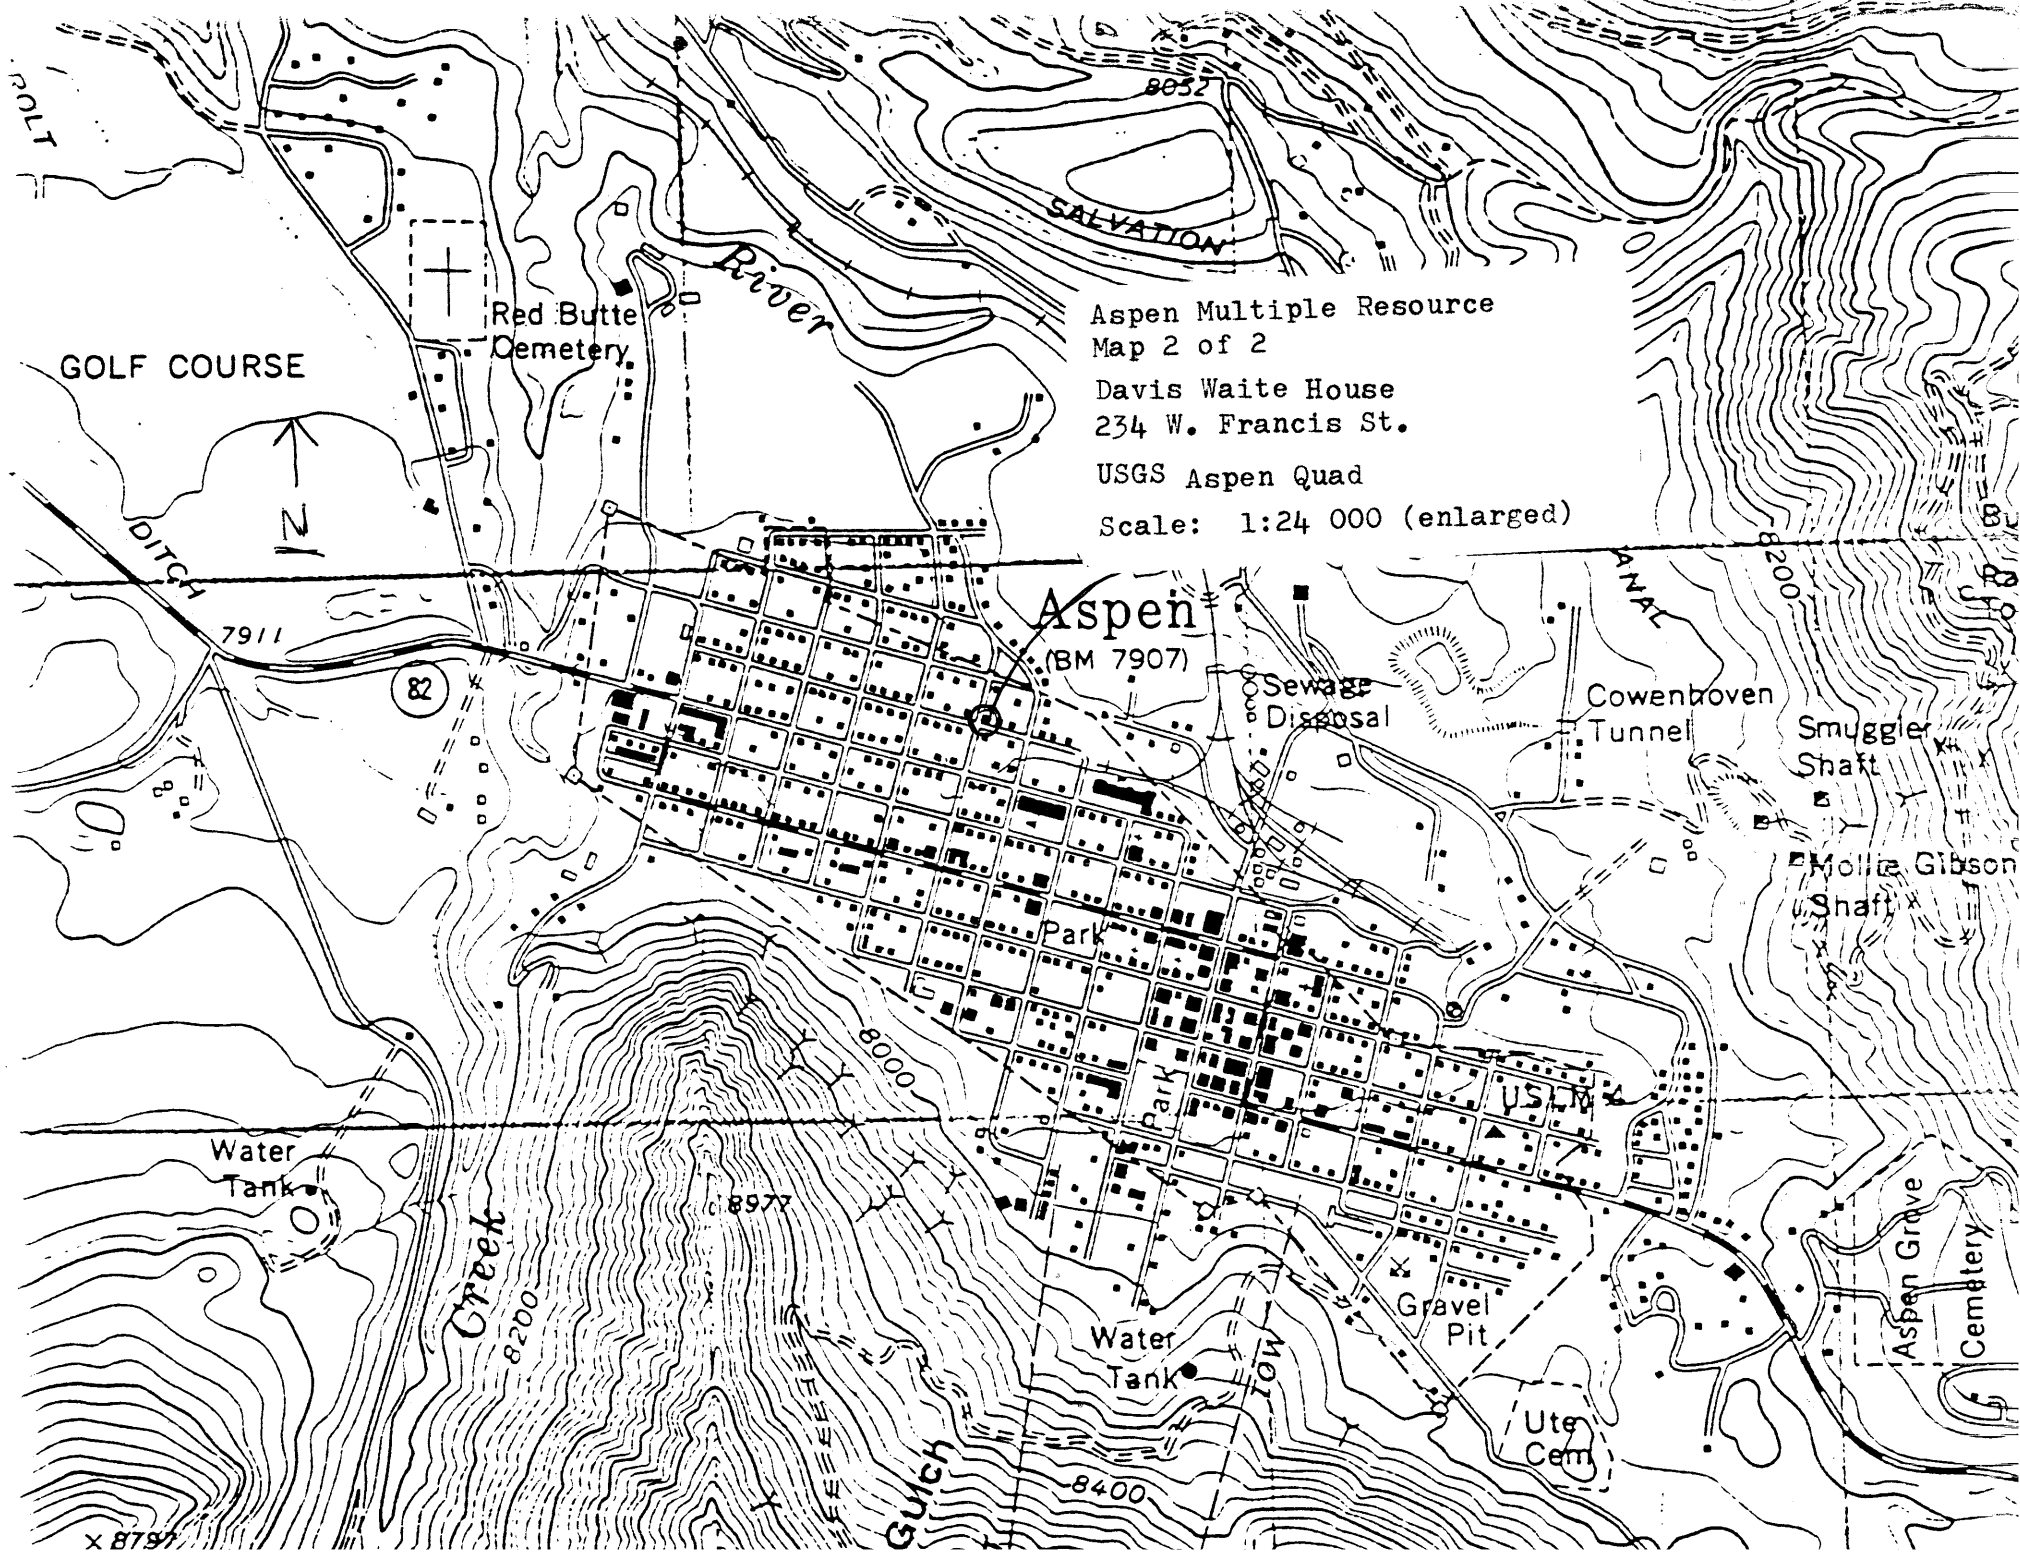 8052
SALVATION
River
Red Butte
Cemetery
GOLF COURSE
N
Aspen Multiple Resource
Map 2 of 2
Davis Waite House
234 W. Francis St.
USGS Aspen Quad
Scale: 1:24 000 (enlarged)
DITCH
7911
82
Aspen
(BM 7907)
Sewage
Disposal
8200
Cowenhoven
Tunnel
Smuggler
Shaft
Mollie Gibson
Shaft
Park
8000
Park
USLM 4
Water
Tank
8977
Creek
8200
Gravel
Pit
Water
Tank
Aspen Grove
Cemetery
Ute
Cem
Gulch
8400
X 8797